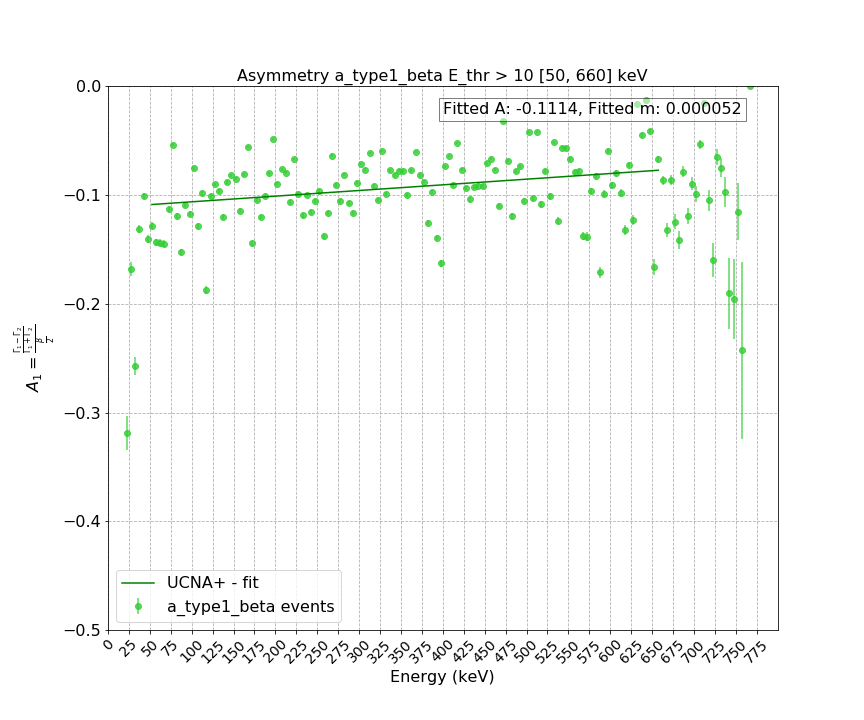 Asymmetry a_type1_beta E_thr > 10 [50, 660] keV
Fitted A: -0.1114, Fitted m: 0.000052
0.0
−0.1
−0.2
−0.3
−0.4
−0.5
A₁ = ((Γ₁−Γ₂)/(Γ₁+Γ₂))/(β/2)
UCNA+ - fit
a_type1_beta events
0 25 50 75 100 125 150 175 200 225 250 275 300 325 350 375 400 425 450 475 500 525 550 575 600 625 650 675 700 725 750 775
Energy (keV)